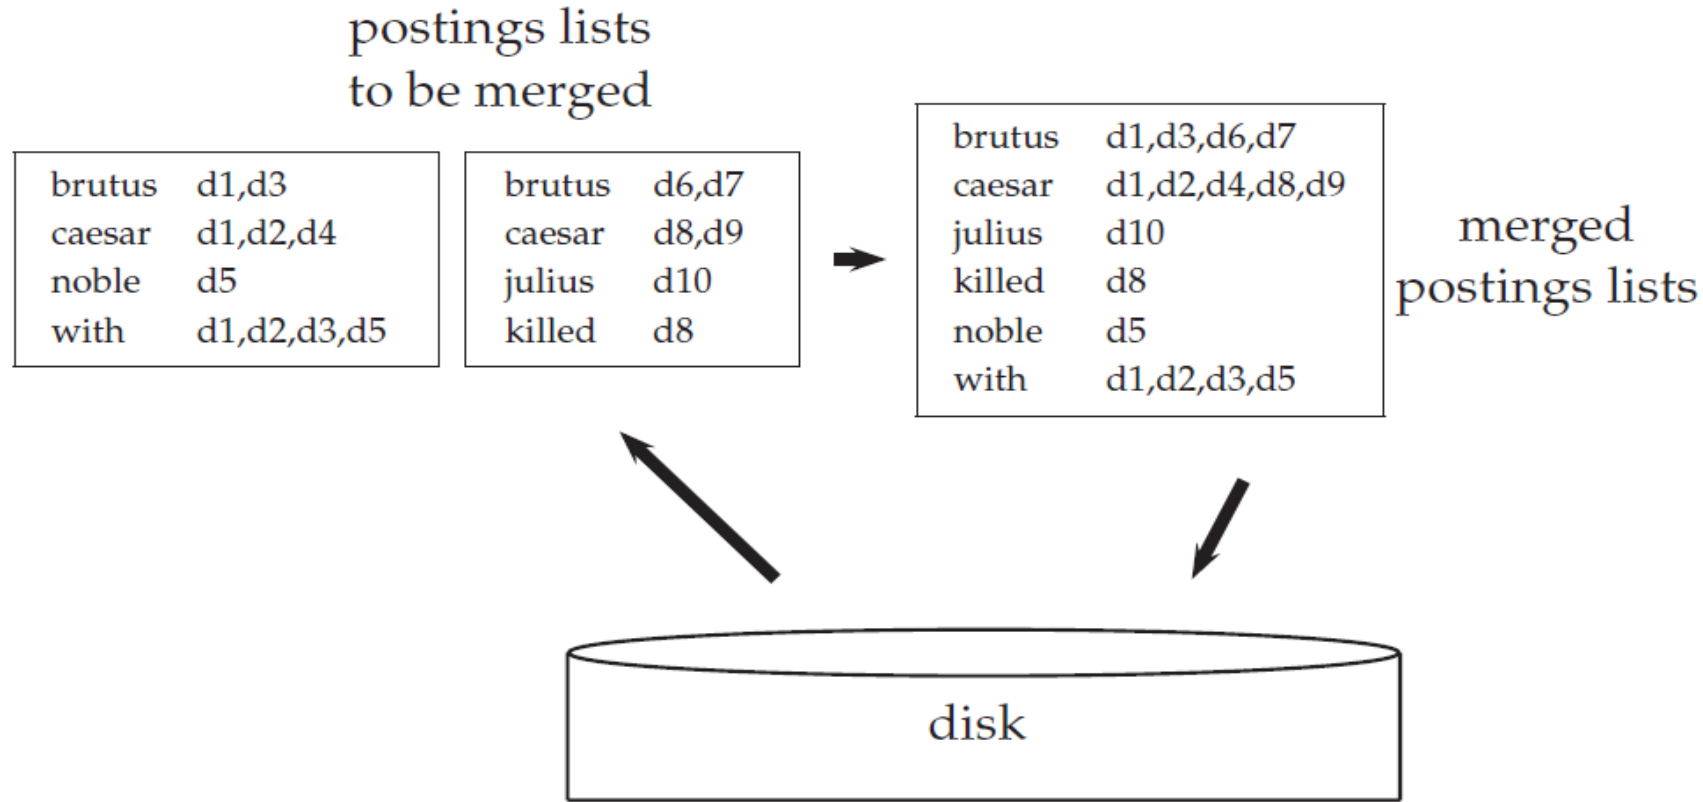 postings lists
to be merged
brutus d1,d3
caesar d1,d2,d4
noble d5
with d1,d2,d3,d5
brutus d6,d7
caesar d8,d9
julius d10
killed d8
brutus d1,d3,d6,d7
caesar d1,d2,d4,d8,d9
julius d10
killed d8
noble d5
with d1,d2,d3,d5
merged
postings lists
disk